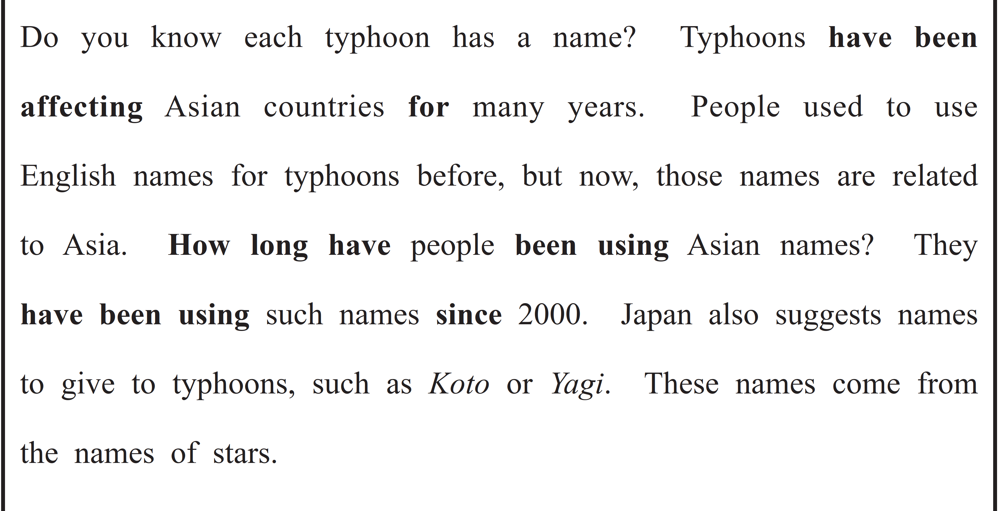 Do you know each typhoon has a name? Typhoons have been
affecting Asian countries for many years. People used to use
English names for typhoons before, but now, those names are related
to Asia. How long have people been using Asian names? They
have been using such names since 2000. Japan also suggests names
to give to typhoons, such as Koto or Yagi. These names come from
the names of stars.